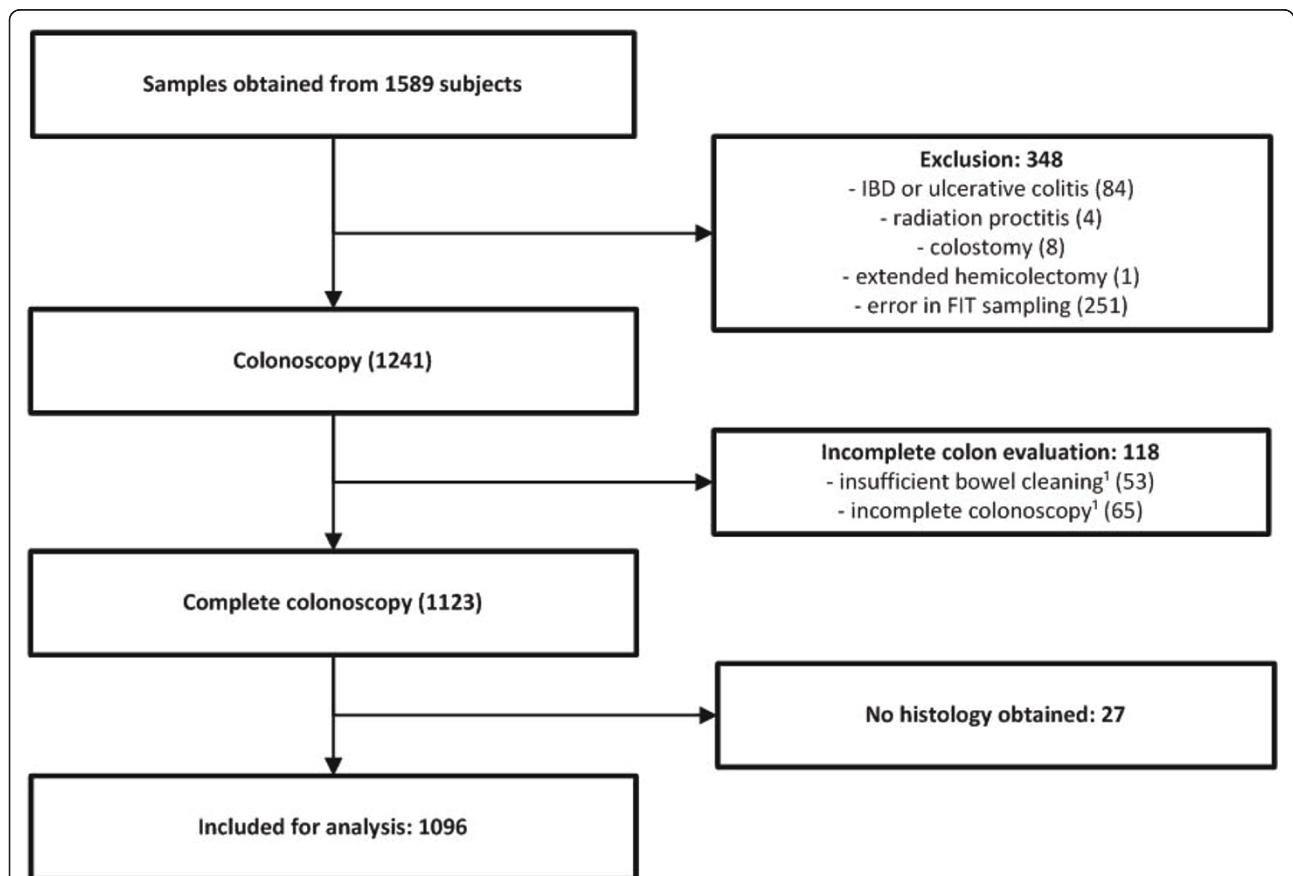 Samples obtained from 1589 subjects
Exclusion: 348
- IBD or ulcerative colitis (84)
- radiation proctitis (4)
- colostomy (8)
- extended hemicolectomy (1)
- error in FIT sampling (251)
Colonoscopy (1241)
Incomplete colon evaluation: 118
- insufficient bowel cleaning¹ (53)
- incomplete colonoscopy¹ (65)
Complete colonoscopy (1123)
No histology obtained: 27
Included for analysis: 1096